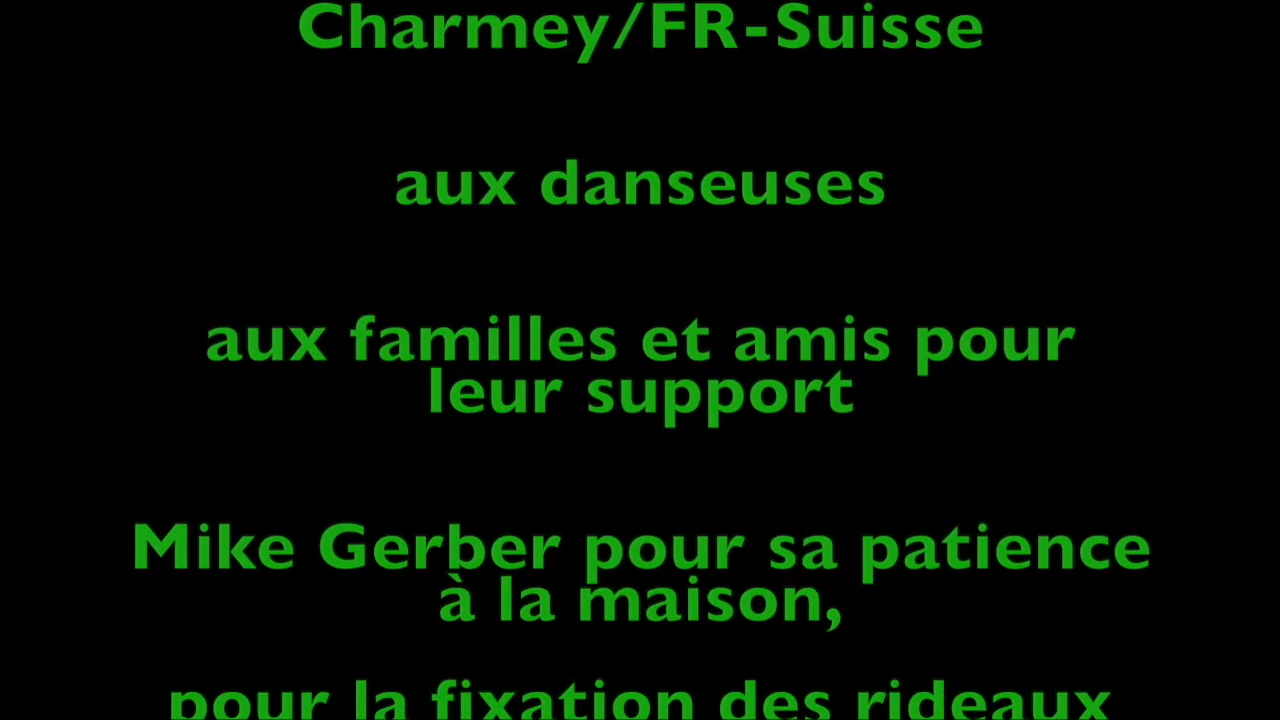 Charmey/FR-Suisse
aux danseuses
aux familles et amis pour
leur support
Mike Gerber pour sa patience
à la maison,
pour la fixation des rideaux